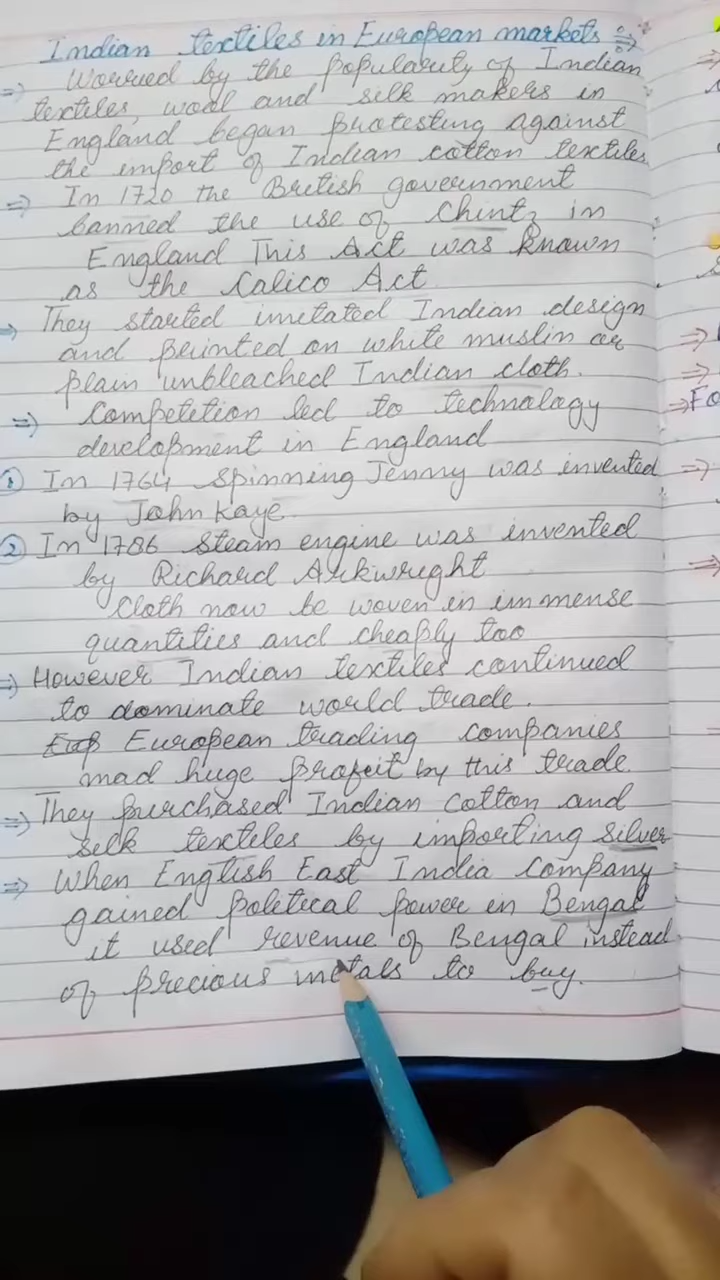 Indian textiles in European markets ÷ ⇒
⇒ Worried by the popularity of Indian
textiles, wool and silk makers in
England began protesting against
the import of Indian cotton textiles
⇒ In 1720 the British government
banned the use of chintz in
England This Act was known
as the Calico Act
⇒ They started imetated Indian design
and printed on white muslin or
plain unbleached Indian cloth.
⇒ Competetion led to technology
development in England
① In 1764 spinning Jenny was invented
by John Kaye.
② In 1786 Steam engine was invented
by Richard Arkwright
Cloth now be woven in immense
quantities and cheaply too
⇒ However Indian textiles continued
to dominate world trade.
European trading companies
mad huge profeit by this trade.
⇒ They purchased Indian cotton and
selk textiles by importing silver
⇒ When English East India Company
gained political power in Bengal
it used revenue of Bengal instead
of precious metals to buy.
⇒ Fo